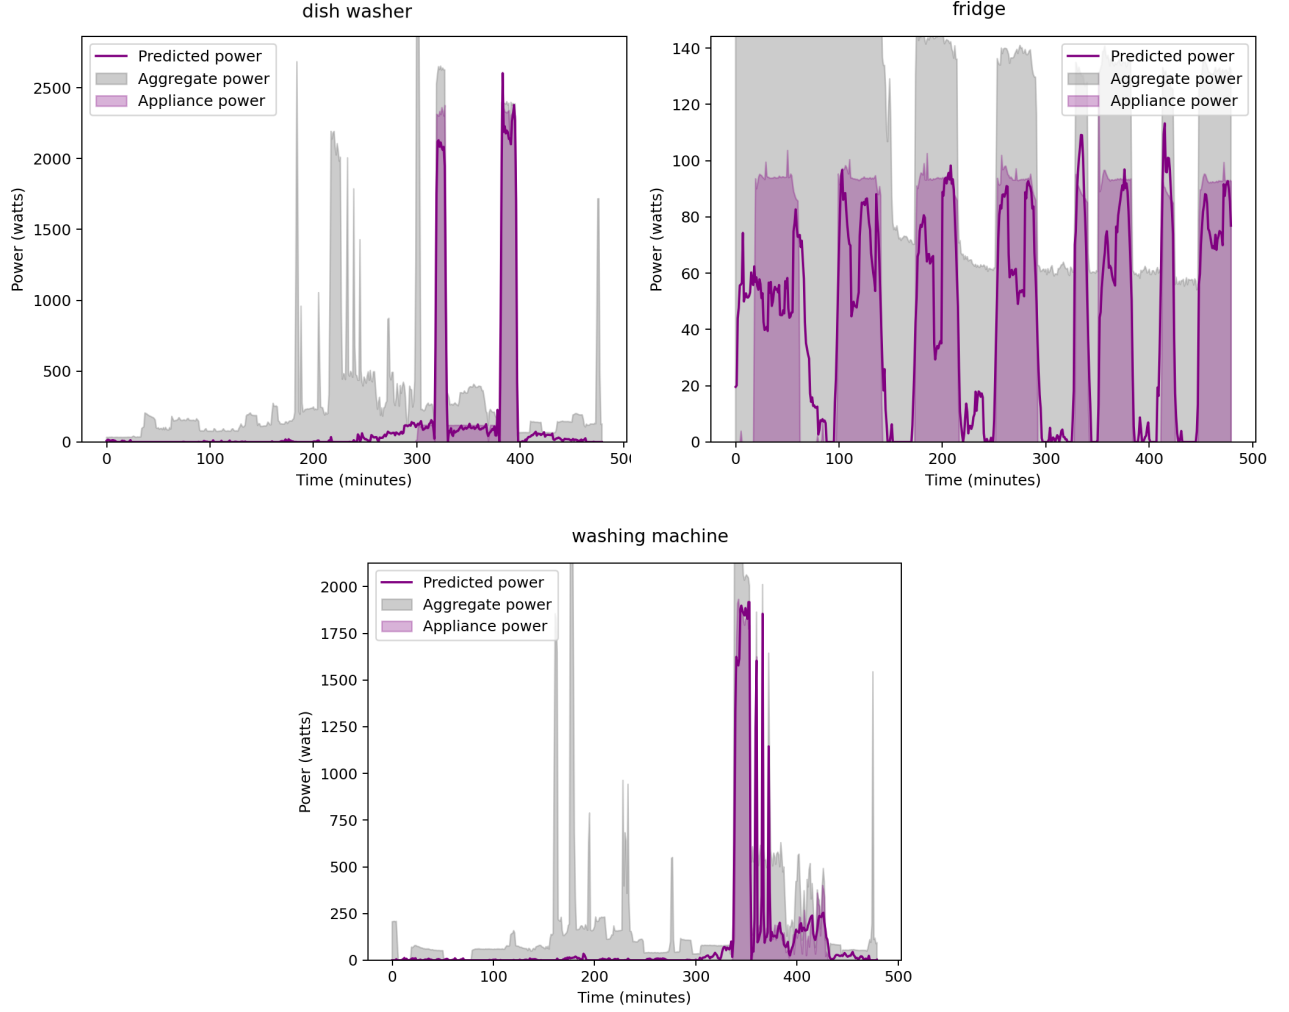 dish washer
Predicted power
Aggregate power
Appliance power
Power (watts)
2500
2000
1500
1000
500
0
0 100 200 300 400
Time (minutes)
fridge
Predicted power
Aggregate power
Appliance power
Power (watts)
140
120
100
80
60
40
20
0
0 100 200 300 400 500
Time (minutes)
washing machine
Predicted power
Aggregate power
Appliance power
Power (watts)
2000
1750
1500
1250
1000
750
500
250
0
0 100 200 300 400 500
Time (minutes)